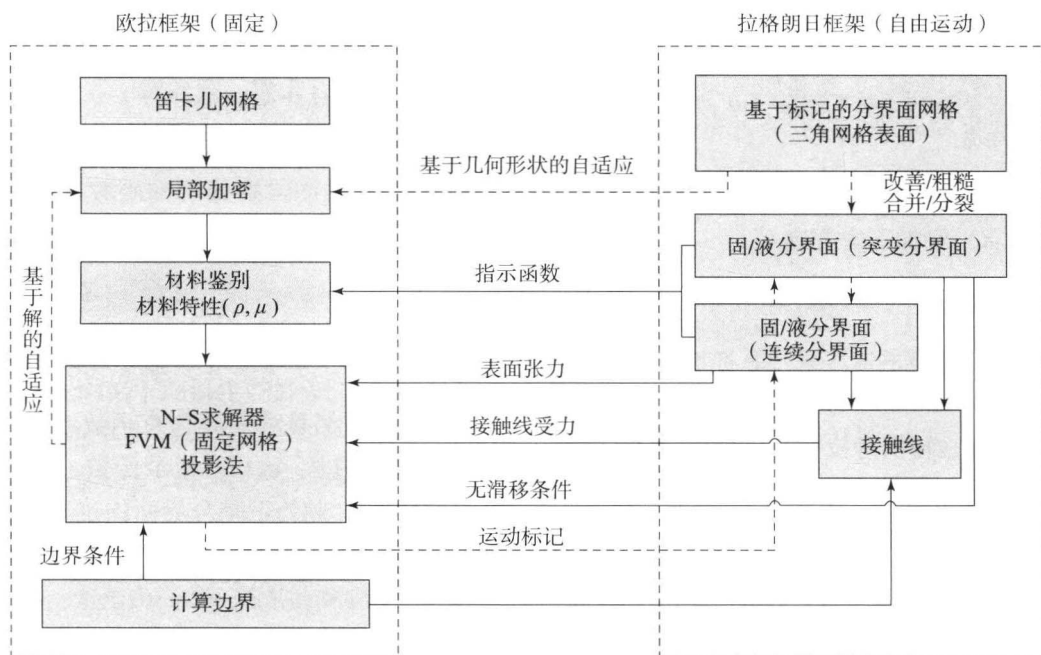 欧拉框架（固定）
拉格朗日框架（自由运动）
笛卡儿网格
局部加密
材料鉴别
材料特性(ρ, μ)
N-S求解器
FVM（固定网格）
投影法
计算边界
边界条件
基于解的自适应
基于几何形状的自适应
指示函数
表面张力
接触线受力
无滑移条件
运动标记
基于标记的分界面网格
（三角网格表面）
改善/粗糙
合并/分裂
固/液分界面（突变分界面）
固/液分界面
（连续分界面）
接触线